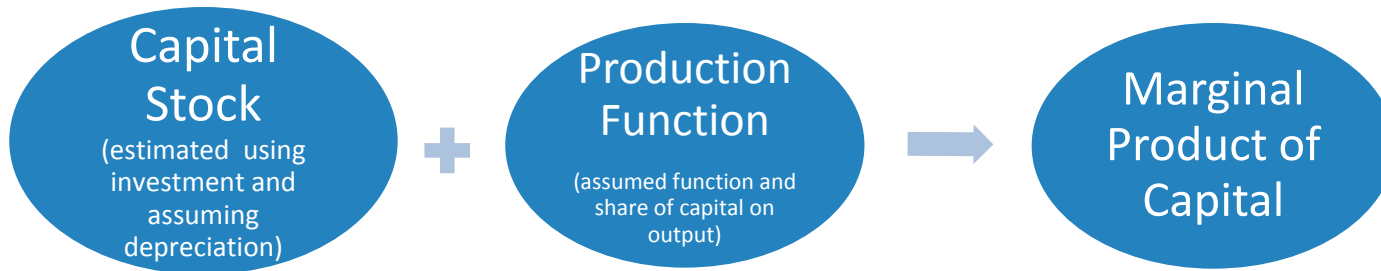 Capital
Stock
(estimated using
investment and
assuming
depreciation)
Production
Function
(assumed function and
share of capital on
output)
Marginal
Product of
Capital